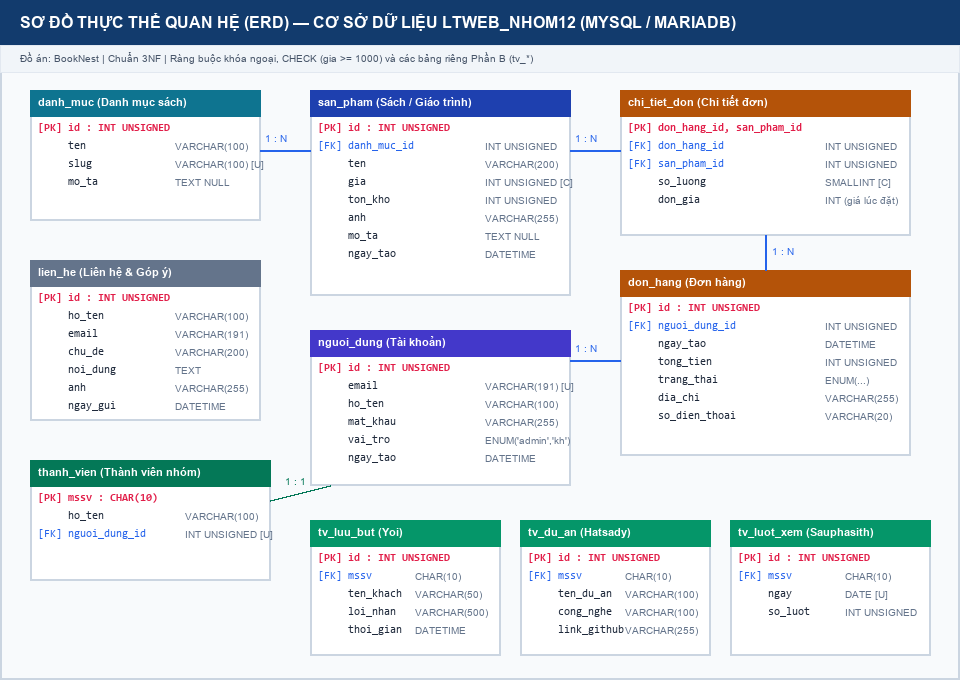 SƠ ĐỒ THỰC THỂ QUAN HỆ (ERD) — CƠ SỞ DỮ LIỆU LTWEB_NHOM12 (MYSQL / MARIADB)
Đồ án: BookNest | Chuẩn 3NF | Ràng buộc khóa ngoại, CHECK (gia >= 1000) và các bảng riêng Phần B (tv_*)
danh_muc (Danh mục sách)
[PK] id : INT UNSIGNED
ten VARCHAR(100)
slug VARCHAR(100) [U]
mo_ta TEXT NULL
1 : N
san_pham (Sách / Giáo trình)
[PK] id : INT UNSIGNED
[FK] danh_muc_id INT UNSIGNED
ten VARCHAR(200)
gia INT UNSIGNED [C]
ton_kho INT UNSIGNED
anh VARCHAR(255)
mo_ta TEXT NULL
ngay_tao DATETIME
1 : N
chi_tiet_don (Chi tiết đơn)
[PK] don_hang_id, san_pham_id
[FK] don_hang_id INT UNSIGNED
[FK] san_pham_id INT UNSIGNED
so_luong SMALLINT [C]
don_gia INT (giá lúc đặt)
1 : N
lien_he (Liên hệ & Góp ý)
[PK] id : INT UNSIGNED
ho_ten VARCHAR(100)
email VARCHAR(191)
chu_de VARCHAR(200)
noi_dung TEXT
anh VARCHAR(255)
ngay_gui DATETIME
nguoi_dung (Tài khoản)
[PK] id : INT UNSIGNED
email VARCHAR(191) [U]
ho_ten VARCHAR(100)
mat_khau VARCHAR(255)
vai_tro ENUM('admin','kh')
ngay_tao DATETIME
1 : N
don_hang (Đơn hàng)
[PK] id : INT UNSIGNED
[FK] nguoi_dung_id INT UNSIGNED
ngay_tao DATETIME
tong_tien INT UNSIGNED
trang_thai ENUM(...)
dia_chi VARCHAR(255)
so_dien_thoai VARCHAR(20)
thanh_vien (Thành viên nhóm)
[PK] mssv : CHAR(10)
ho_ten VARCHAR(100)
[FK] nguoi_dung_id INT UNSIGNED [U]
1 : 1
tv_luu_but (Yoi)
[PK] id : INT UNSIGNED
[FK] mssv CHAR(10)
ten_khach VARCHAR(50)
loi_nhan VARCHAR(500)
thoi_gian DATETIME
tv_du_an (Hatsady)
[PK] id : INT UNSIGNED
[FK] mssv CHAR(10)
ten_du_an VARCHAR(100)
cong_nghe VARCHAR(100)
link_github VARCHAR(255)
tv_luot_xem (Sauphasith)
[PK] id : INT UNSIGNED
[FK] mssv CHAR(10)
ngay DATE [U]
so_luot INT UNSIGNED